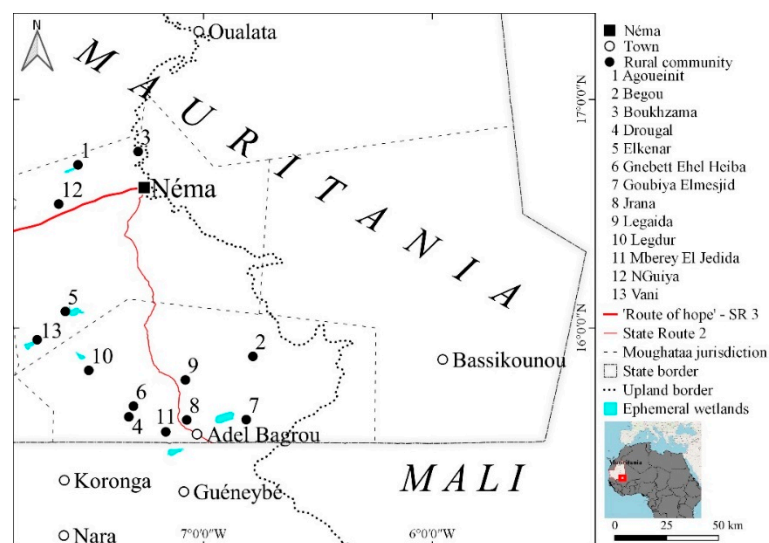 N
Oualata
MAURITANIA
17°0'0"N
3
1
Néma
12
5
13
10
2
16°0'0"N
Bassikounou
9
6
4
11
8
7
Adel Bagrou
Koronga
Guéneybé
MALI
Nara
7°0'0"W
6°0'0"W
Néma
Town
Rural community
1 Agoueinit
2 Begou
3 Boukhzama
4 Drougal
5 Elkenar
6 Gnebett Ehel Heiba
7 Goubiya Elmesjid
8 Jrana
9 Legaida
10 Legdur
11 Mberey El Jedida
12 NGuiya
13 Vani
'Route of hope' - SR 3
State Route 2
Moughataa jurisdiction
State border
Upland border
Ephemeral wetlands
0 25 50 km